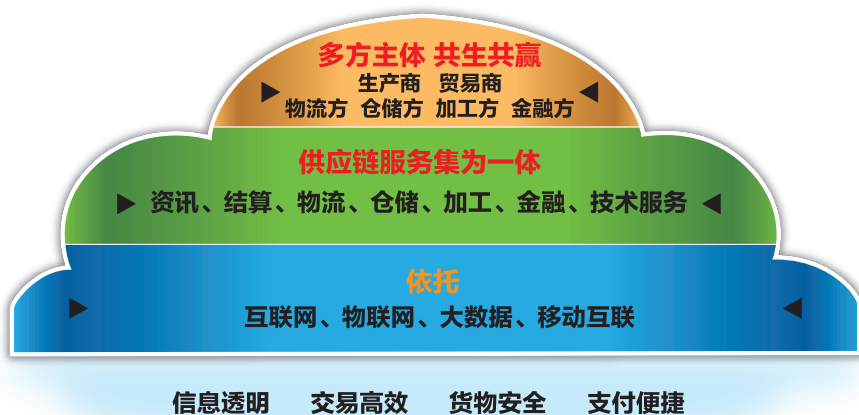 多方主体 共生共赢
生产商 贸易商
物流方 仓储方 加工方 金融方
供应链服务集为一体
资讯、结算、物流、仓储、加工、金融、技术服务
依托
互联网、物联网、大数据、移动互联
信息透明 交易高效 货物安全 支付便捷